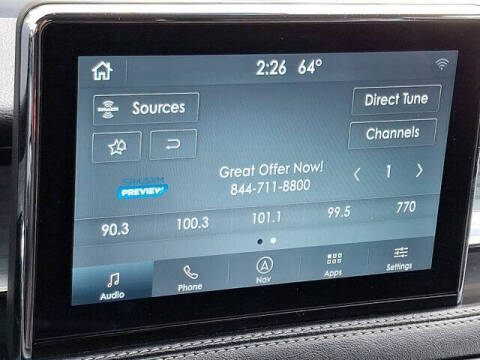 2:26 64°
SIRIUSXM Sources
Direct Tune
Channels
Great Offer Now!
844-711-8800
1
SIRIUSXM
PREVIEW
90.3 100.3 101.1 99.5 770
Audio Phone Nav Apps Settings